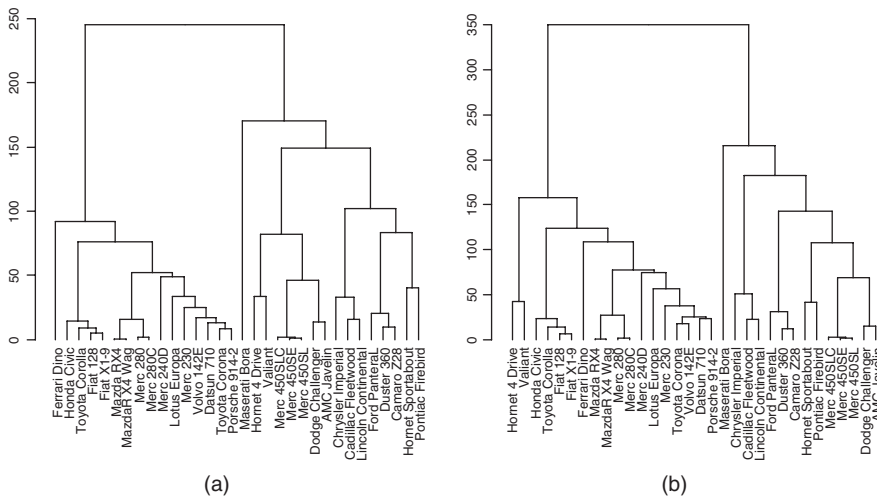 250
200
150
100
50
0
Ferrari Dino
Honda Civic
Toyota Corolla
Fiat 128
Fiat X1-9
Mazda RX4
MazdaR X4 Wag
Merc 280
Merc 280C
Merc 240D
Lotus Europa
Merc 230
Volvo 142E
Datsun 710
Toyota Corona
Porsche 914-2
Maserati Bora
Hornet 4 Drive
Valiant
Merc 450SLC
Merc 450SE
Merc 450SL
Dodge Challenger
AMC Javelin
Chrysler Imperial
Cadillac Fleetwood
Lincoln Continental
Ford PanteraL
Duster 360
Camaro Z28
Hornet Sportabout
Pontiac Firebird
(a)
350
300
250
200
150
100
50
0
Hornet 4 Drive
Valiant
Honda Civic
Toyota Corolla
Fiat 128
Fiat X1-9
Ferrari Dino
Mazda RX4
MazdaR X4 Wag
Merc 280
Merc 280C
Merc 240D
Lotus Europa
Merc 230
Toyota Corona
Volvo 142E
Datsun 710
Porsche 914-2
Maserati Bora
Chrysler Imperial
Cadillac Fleetwood
Lincoln Continental
Ford PanteraL
Duster 360
Camaro Z28
Hornet Sportabout
Pontiac Firebird
Merc 450SLC
Merc 450SE
Merc 450SL
Dodge Challenger
AMC Javelin
(b)